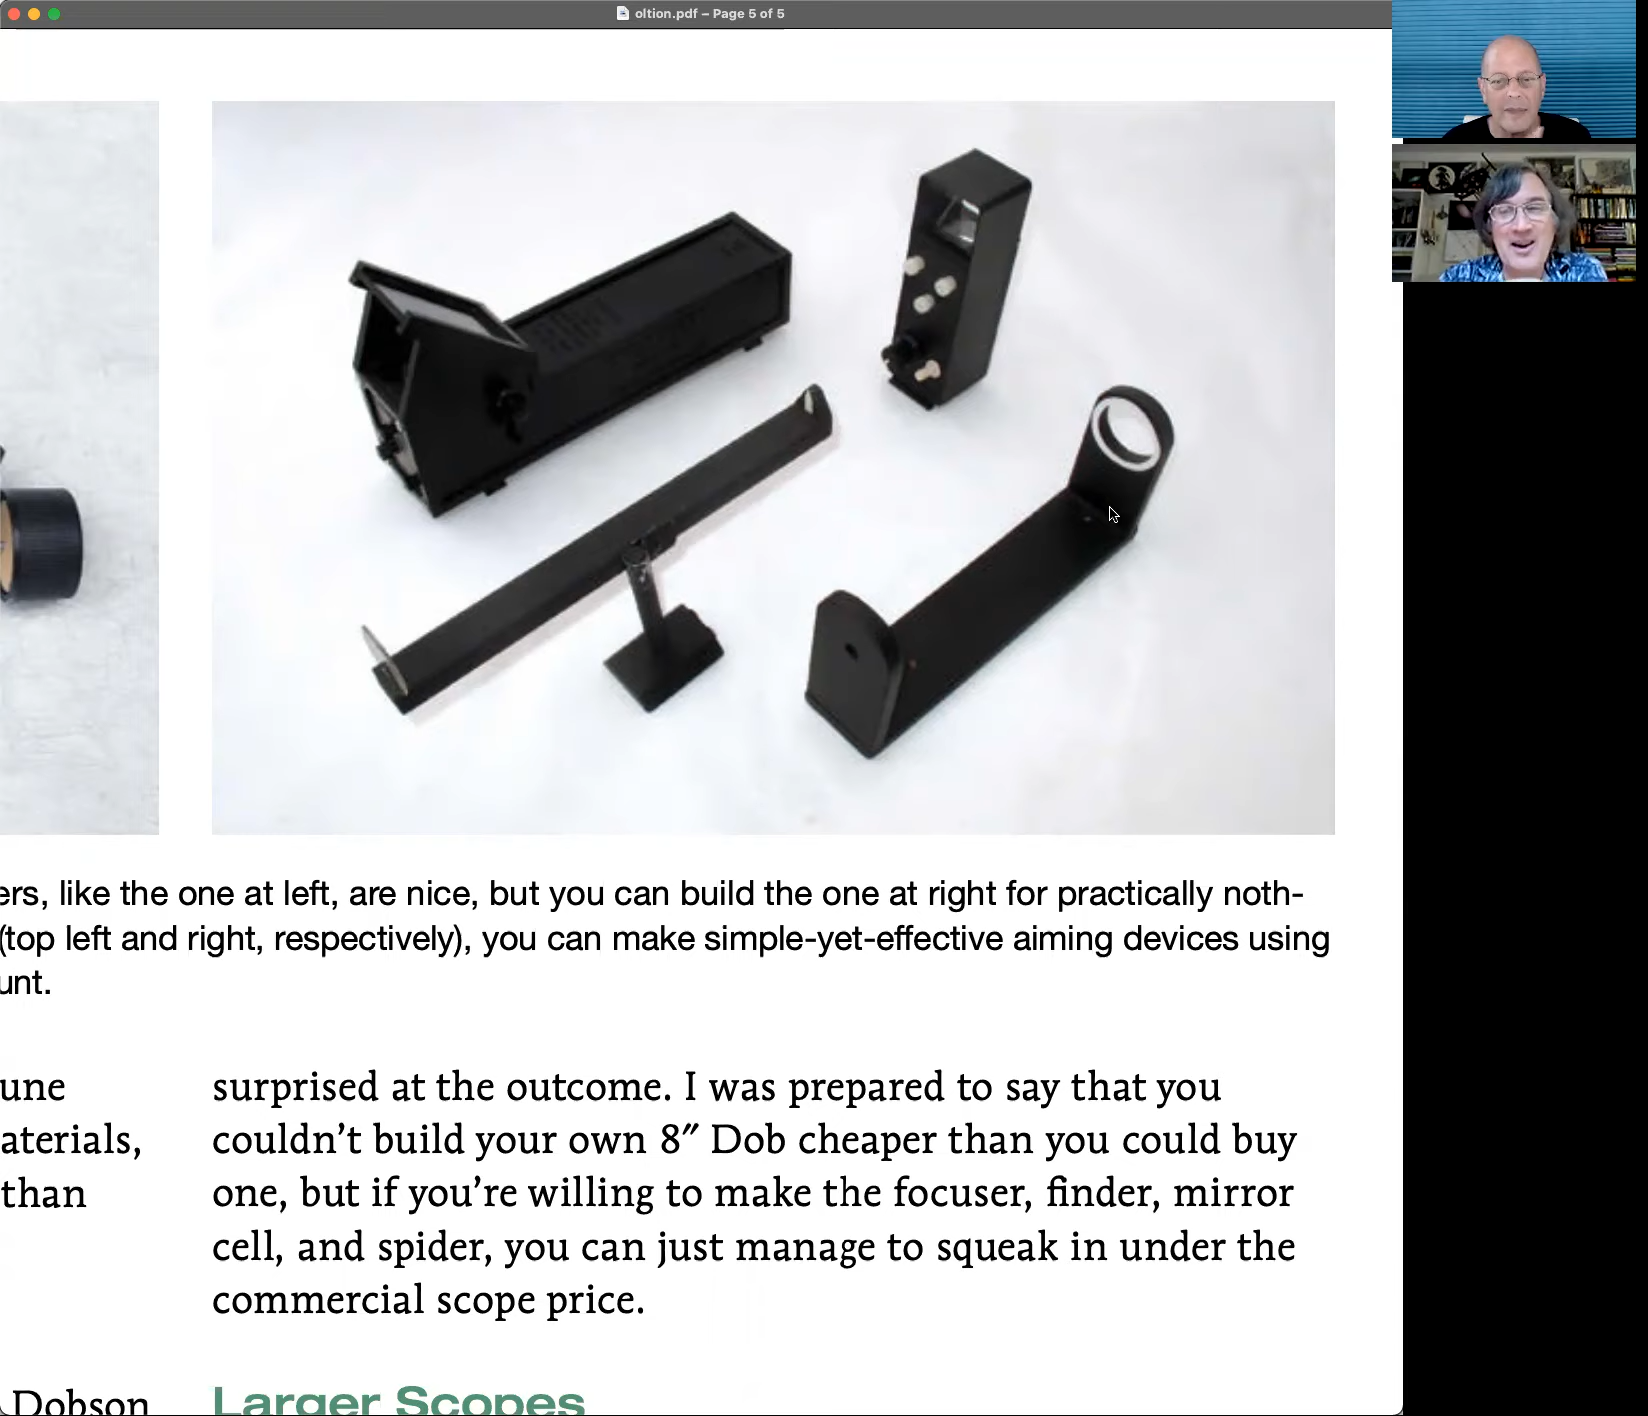 oltion.pdf – Page 5 of 5
ers, like the one at left, are nice, but you can build the one at right for practically noth-
(top left and right, respectively), you can make simple-yet-effective aiming devices using
unt.
une
aterials,
than
Dobson
surprised at the outcome. I was prepared to say that you
couldn’t build your own 8″ Dob cheaper than you could buy
one, but if you’re willing to make the focuser, finder, mirror
cell, and spider, you can just manage to squeak in under the
commercial scope price.
Larger Scopes